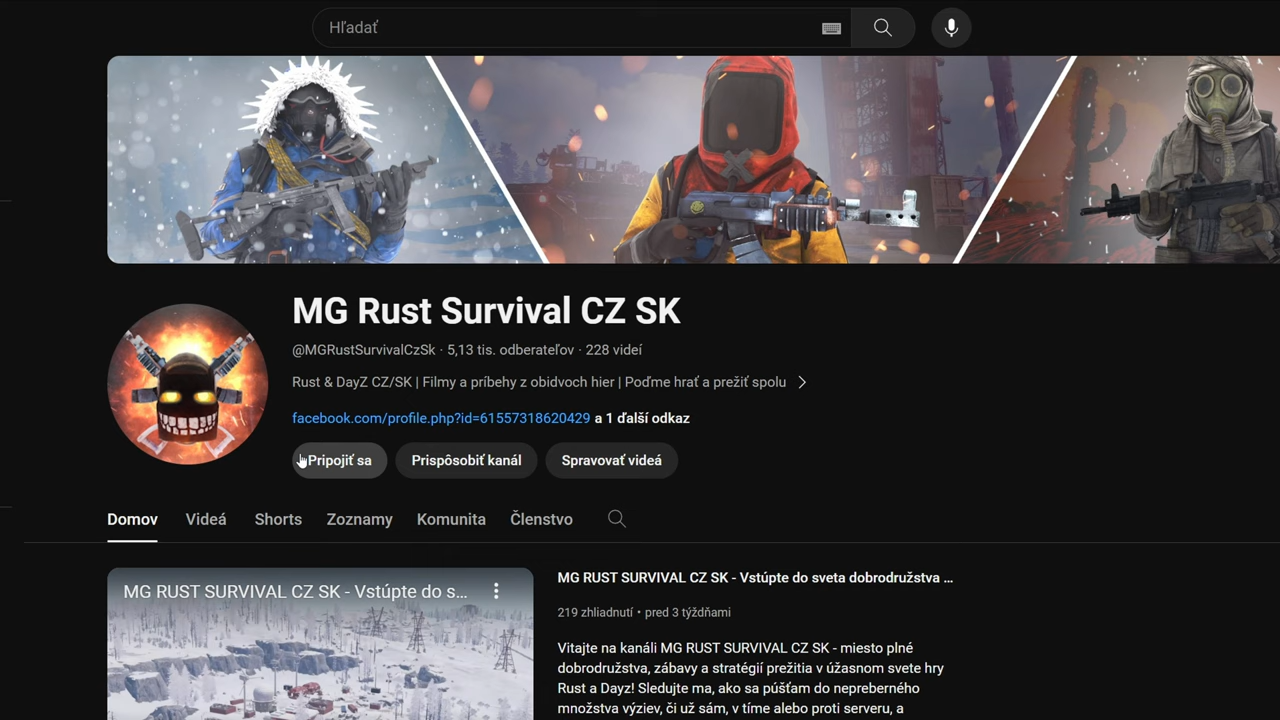 Hľadať
MG Rust Survival CZ SK
@MGRustSurvivalCzSk · 5,13 tis. odberateľov · 228 videí
Rust & DayZ CZ/SK | Filmy a príbehy z obidvoch hier | Poďme hrať a prežiť spolu
facebook.com/profile.php?id=61557318620429 a 1 ďalší odkaz
Pripojiť sa Prispôsobiť kanál Spravovať videá
Domov Videá Shorts Zoznamy Komunita Členstvo
MG RUST SURVIVAL CZ SK - Vstúpte do s...
MG RUST SURVIVAL CZ SK - Vstúpte do sveta dobrodružstva ...
219 zhliadnutí • pred 3 týždňami
Vitajte na kanáli MG RUST SURVIVAL CZ SK - miesto plné
dobrodružstva, zábavy a stratégií prežitia v úžasnom svete hry
Rust a Dayz! Sledujte ma, ako sa púšťam do nepreberného
množstva výziev, či už sám, v tíme alebo proti serveru, a